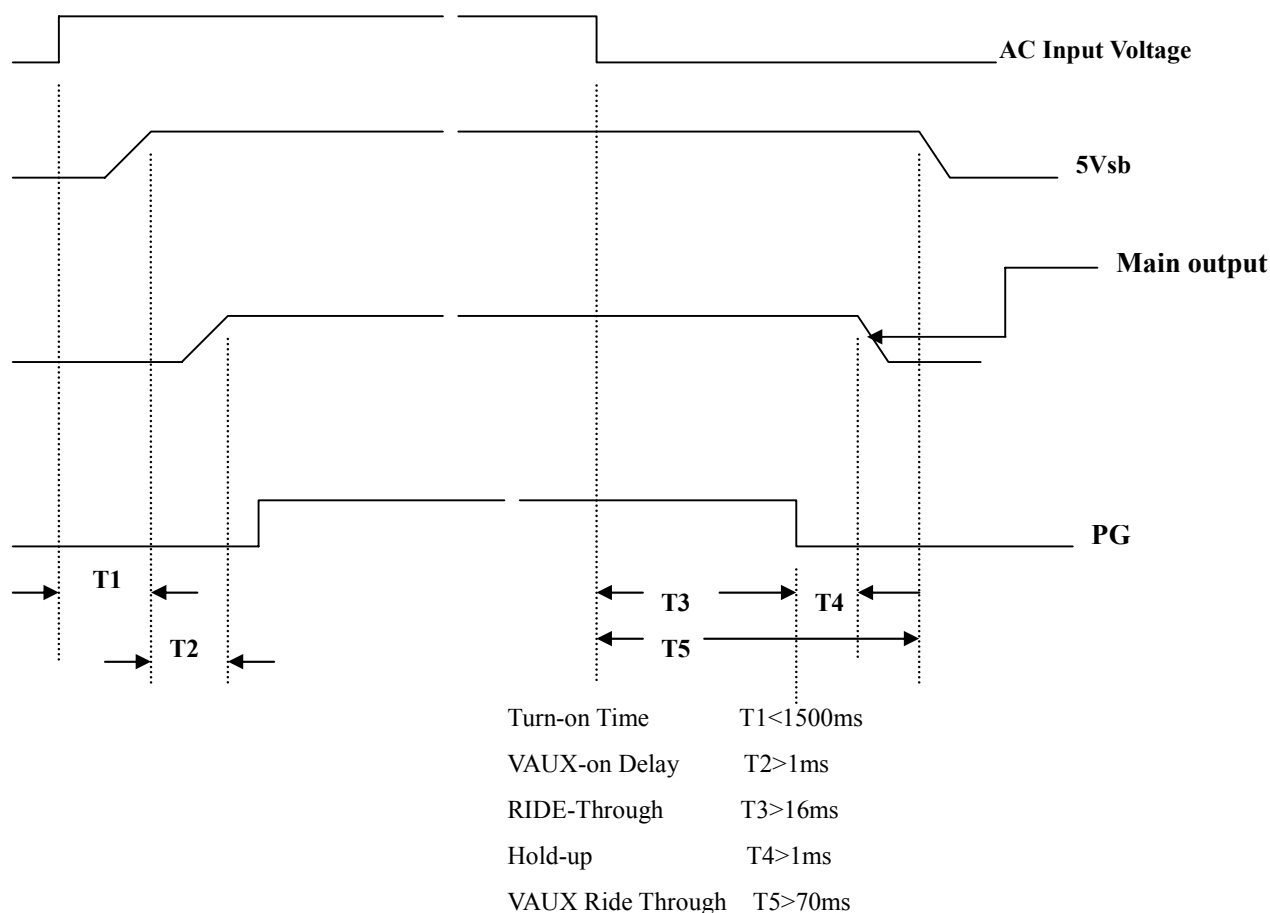 AC Input Voltage
5Vsb
Main output
PG
T1
T3
T4
T2
T5
Turn-on Time T1<1500ms
VAUX-on Delay T2>1ms
RIDE-Through T3>16ms
Hold-up T4>1ms
VAUX Ride Through T5>70ms